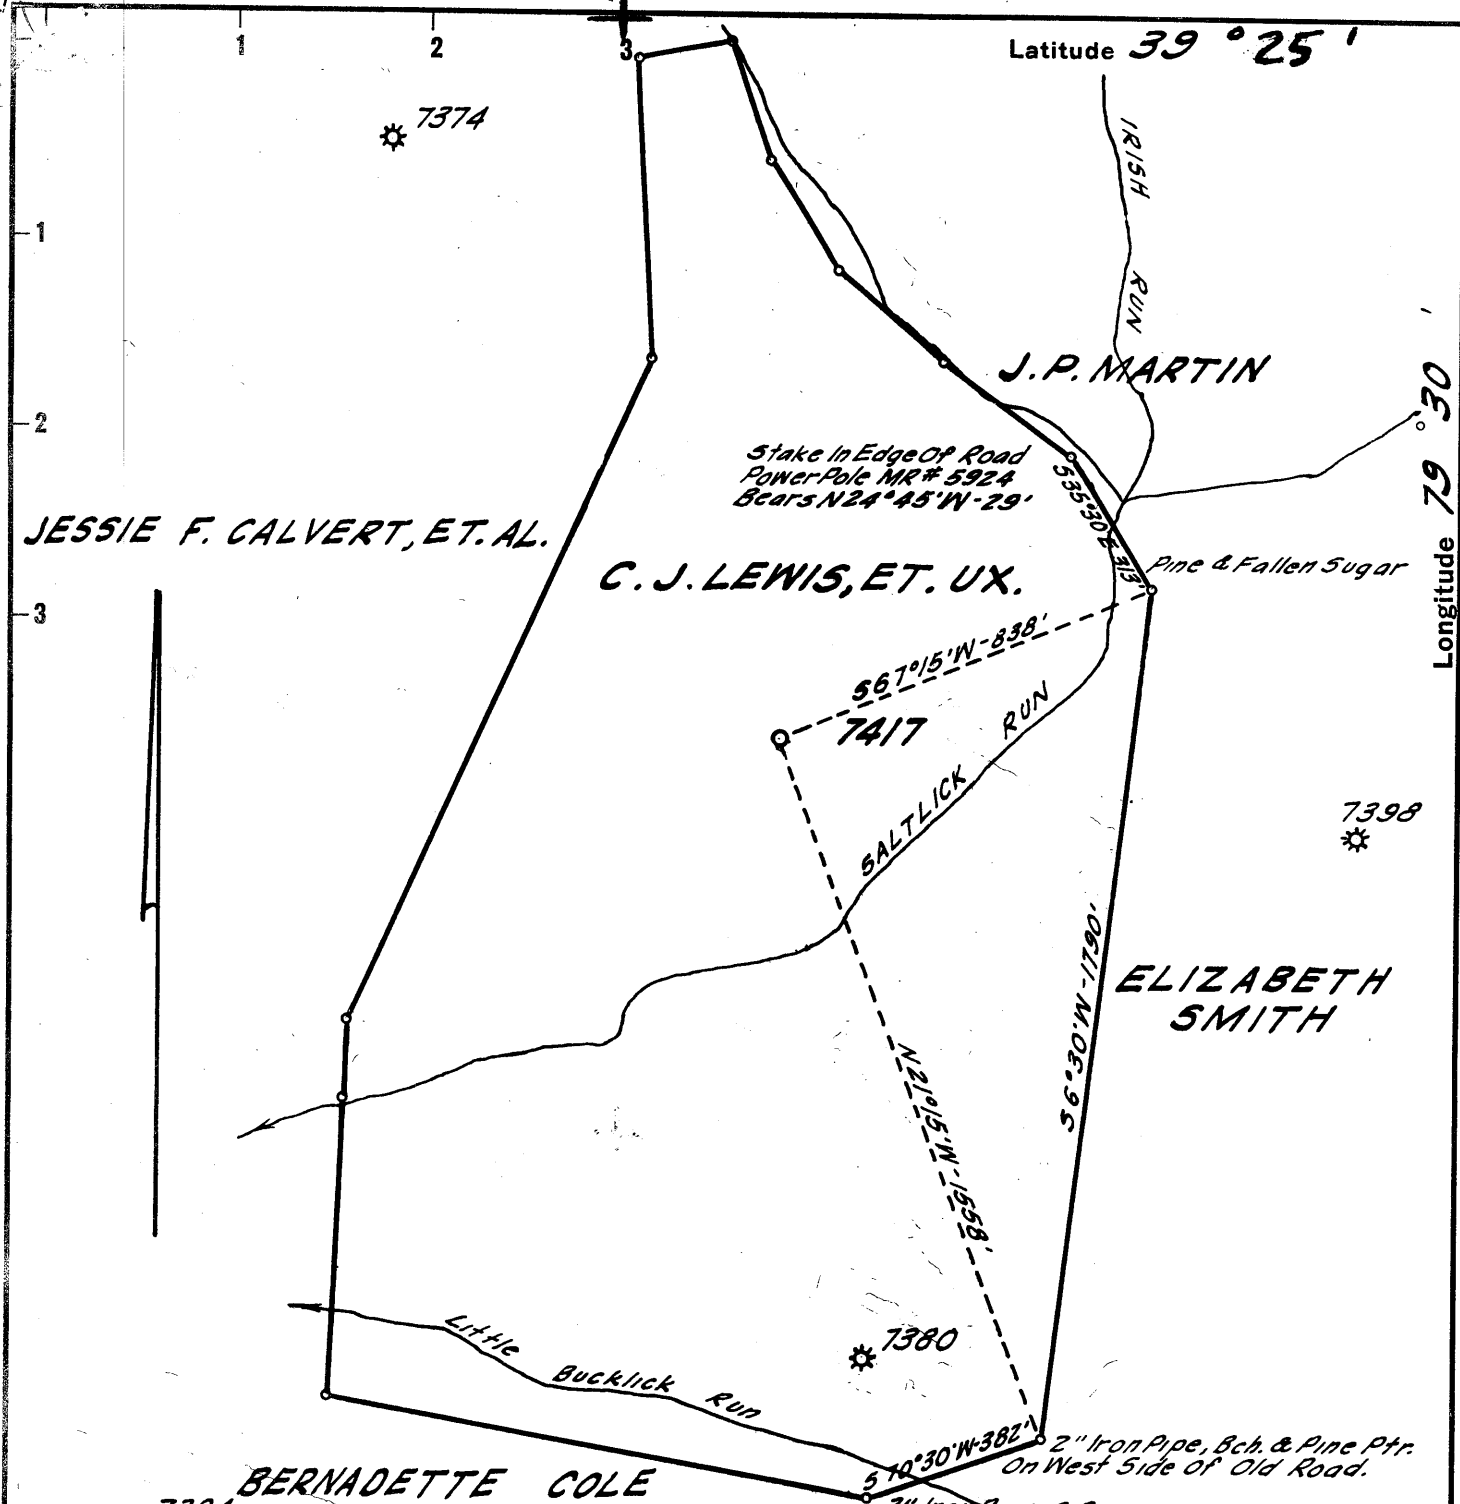 1
2
3
Latitude 39 ° 25 '
7374
IRISH RUN
1
J.P. MARTIN
2
Longitude 79 ° 30 '
Stake In Edge Of Road
Power Pole MR# 5924
Bears N24°45'W-29'
S35°30'E 313'
JESSIE F. CALVERT, ET. AL.
Pine & Fallen Sugar
C. J. LEWIS, ET. UX.
3
S67°15'W-838'
7417
SALTLICK RUN
7398
S6°30'W-1790'
ELIZABETH
SMITH
N21°15'W-1558'
7380
Little Bucklick Run
S 70°30'W-382'
2" Iron Pipe, Bch. & Pine Ptr.
On West Side Of Old Road.
BERNADETTE COLE